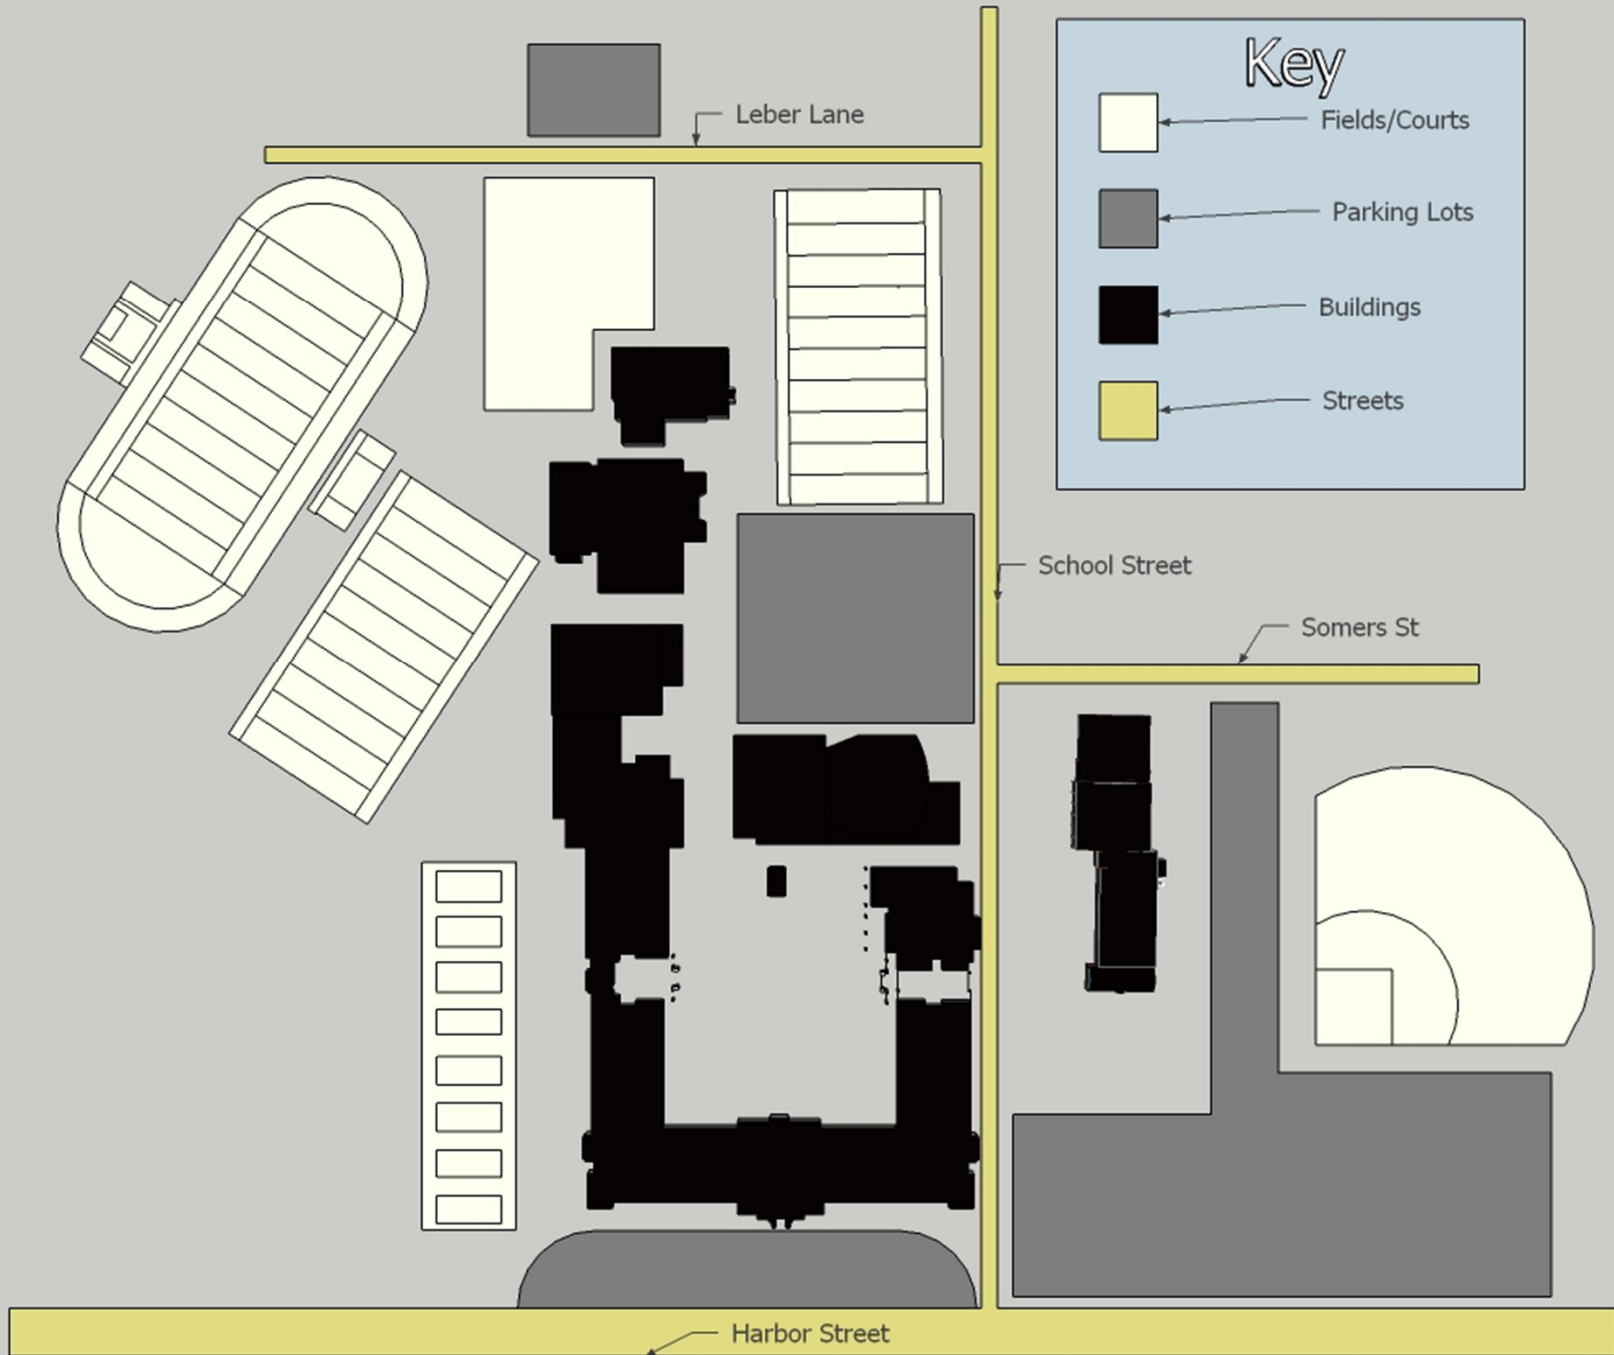 Key
Leber Lane
Fields/Courts
Parking Lots
Buildings
Streets
School Street
Somers St
Harbor Street